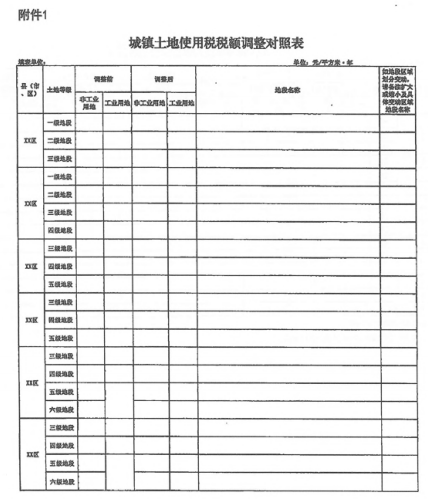 附件1
城镇土地使用税税额调整对照表
填表单位： 单位：元/平方米·年
县（市、区） 土地等级 调整前 调整后 地段名称 如地段区域划分变动，请备注扩大或缩小及具体变动区域地段名称
非工业用地 工业用地 非工业用地 工业用地
XX区 一级地段
二级地段
三级地段
XX区 一级地段
二级地段
三级地段
四级地段
XX区 三级地段
四级地段
五级地段
XX区 三级地段
四级地段
五级地段
XX区 三级地段
四级地段
五级地段
六级地段
XX区 三级地段
四级地段
五级地段
六级地段